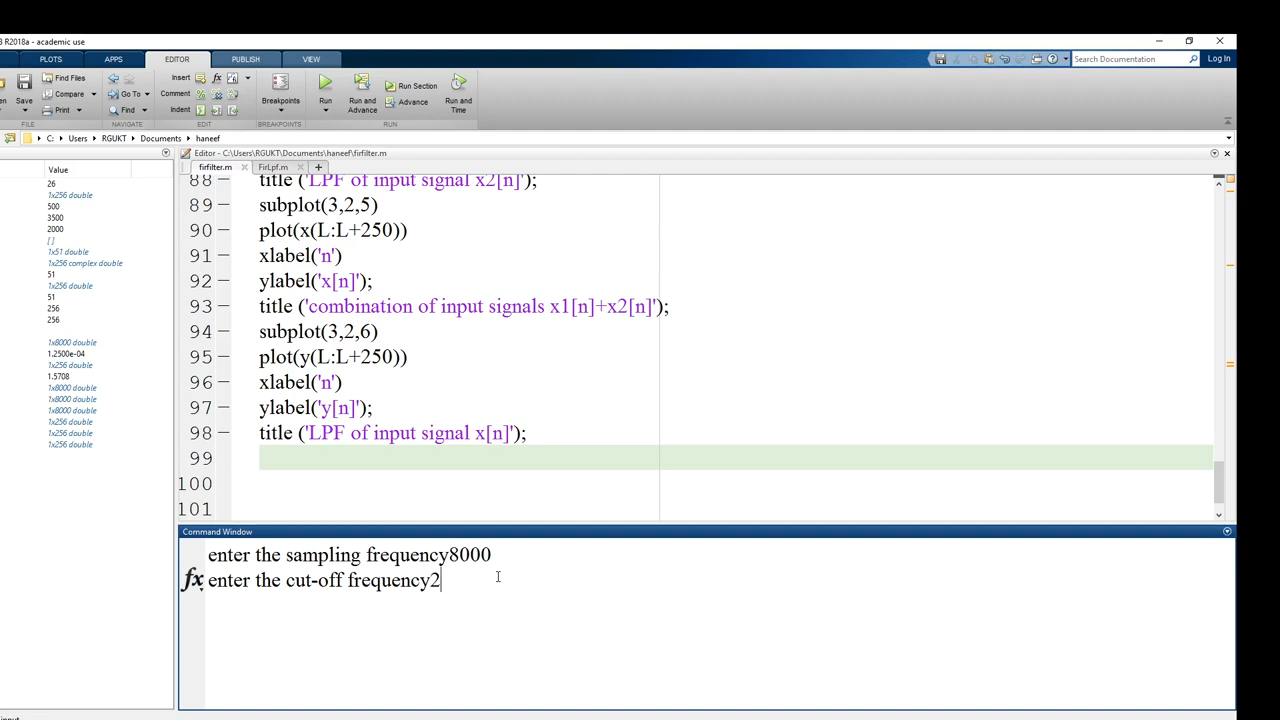 B R2018a - academic use
PLOTS APPS EDITOR PUBLISH VIEW
Search Documentation Log In
Save
Find Files
Compare
Print
Go To
Find
Insert
Comment
Indent
Breakpoints
Run
Run and Advance
Run Section
Advance
Run and Time
FILE NAVIGATE EDIT BREAKPOINTS RUN
C: Users RGUKT Documents haneef
Editor - C:\Users\RGUKT\Documents\haneef\firfilter.m
firfilter.m FirLpf.m
Value
26
1x256 double
500
3500
2000
[ ]
1x51 double
1x256 complex double
51
1x256 double
51
256
256
1x8000 double
1.2500e-04
1x256 double
1.5708
1x8000 double
1x8000 double
1x8000 double
1x256 double
1x256 double
1x256 double
88 title ('LPF of input signal x2[n]');
89 subplot(3,2,5)
90 plot(x(L:L+250))
91 xlabel('n')
92 ylabel('x[n]');
93 title ('combination of input signals x1[n]+x2[n]');
94 subplot(3,2,6)
95 plot(y(L:L+250))
96 xlabel('n')
97 ylabel('y[n]');
98 title ('LPF of input signal x[n]');
99
100
101
Command Window
enter the sampling frequency8000
fx enter the cut-off frequency2